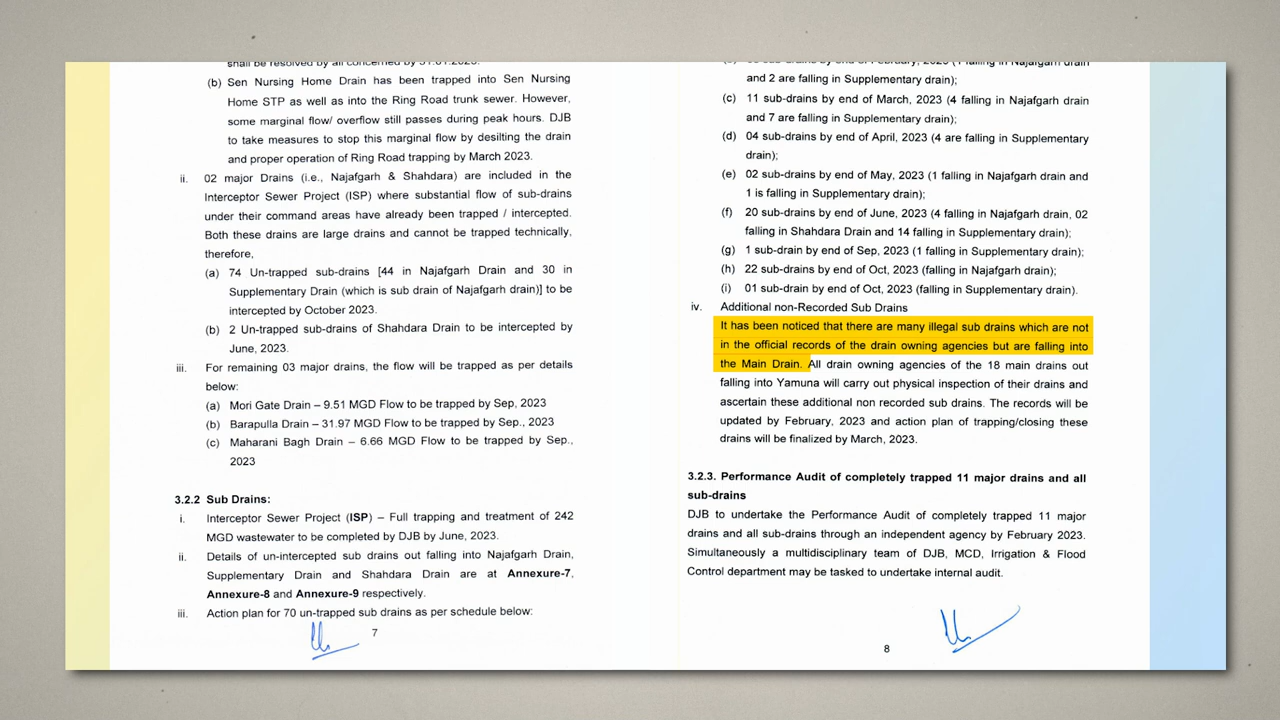 shall be resolved by all concerned by 31.01.2023.
(b) Sen Nursing Home Drain has been trapped into Sen Nursing
Home STP as well as into the Ring Road trunk sewer. However,
some marginal flow/ overflow still passes during peak hours. DJB
to take measures to stop this marginal flow by desilting the drain
and proper operation of Ring Road trapping by March 2023.
ii. 02 major Drains (i.e., Najafgarh & Shahdara) are included in the
Interceptor Sewer Project (ISP) where substantial flow of sub-drains
under their command areas have already been trapped / intercepted.
Both these drains are large drains and cannot be trapped technically,
therefore,
(a) 74 Un-trapped sub-drains [44 in Najafgarh Drain and 30 in
Supplementary Drain (which is sub drain of Najafgarh drain)] to be
intercepted by October 2023.
(b) 2 Un-trapped sub-drains of Shahdara Drain to be intercepted by
June, 2023.
iii. For remaining 03 major drains, the flow will be trapped as per details
below:
(a) Mori Gate Drain – 9.51 MGD Flow to be trapped by Sep, 2023
(b) Barapulla Drain – 31.97 MGD Flow to be trapped by Sep., 2023
(c) Maharani Bagh Drain – 6.66 MGD Flow to be trapped by Sep.,
2023
3.2.2 Sub Drains:
i. Interceptor Sewer Project (ISP) – Full trapping and treatment of 242
MGD wastewater to be completed by DJB by June, 2023.
ii. Details of un-intercepted sub drains out falling into Najafgarh Drain,
Supplementary Drain and Shahdara Drain are at Annexure-7,
Annexure-8 and Annexure-9 respectively.
iii. Action plan for 70 un-trapped sub drains as per schedule below:
7
sub-drains by end of February, 2023 (1 falling in Najafgarh drain
and 2 are falling in Supplementary drain);
(c) 11 sub-drains by end of March, 2023 (4 falling in Najafgarh drain
and 7 are falling in Supplementary drain);
(d) 04 sub-drains by end of April, 2023 (4 are falling in Supplementary
drain);
(e) 02 sub-drains by end of May, 2023 (1 falling in Najafgarh drain and
1 is falling in Supplementary drain);
(f) 20 sub-drains by end of June, 2023 (4 falling in Najafgarh drain, 02
falling in Shahdara Drain and 14 falling in Supplementary drain);
(g) 1 sub-drain by end of Sep, 2023 (1 falling in Supplementary drain);
(h) 22 sub-drains by end of Oct, 2023 (falling in Najafgarh drain);
(i) 01 sub-drain by end of Oct, 2023 (falling in Supplementary drain).
iv. Additional non-Recorded Sub Drains
It has been noticed that there are many illegal sub drains which are not
in the official records of the drain owning agencies but are falling into
the Main Drain. All drain owning agencies of the 18 main drains out
falling into Yamuna will carry out physical inspection of their drains and
ascertain these additional non recorded sub drains. The records will be
updated by February, 2023 and action plan of trapping/closing these
drains will be finalized by March, 2023.
3.2.3. Performance Audit of completely trapped 11 major drains and all
sub-drains
DJB to undertake the Performance Audit of completely trapped 11 major
drains and all sub-drains through an independent agency by February 2023.
Simultaneously a multidisciplinary team of DJB, MCD, Irrigation & Flood
Control department may be tasked to undertake internal audit.
8